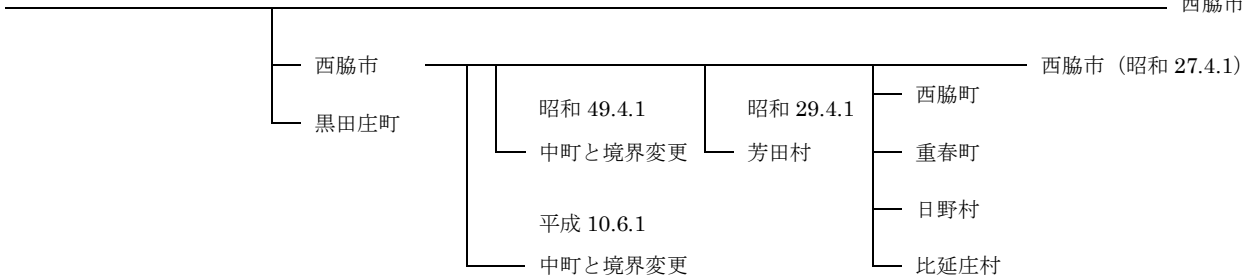 西脇市
西脇市
西脇市（昭和 27.4.1）
西脇町
昭和 49.4.1
昭和 29.4.1
黒田庄町
中町と境界変更
芳田村
重春町
日野村
平成 10.6.1
中町と境界変更
比延庄村